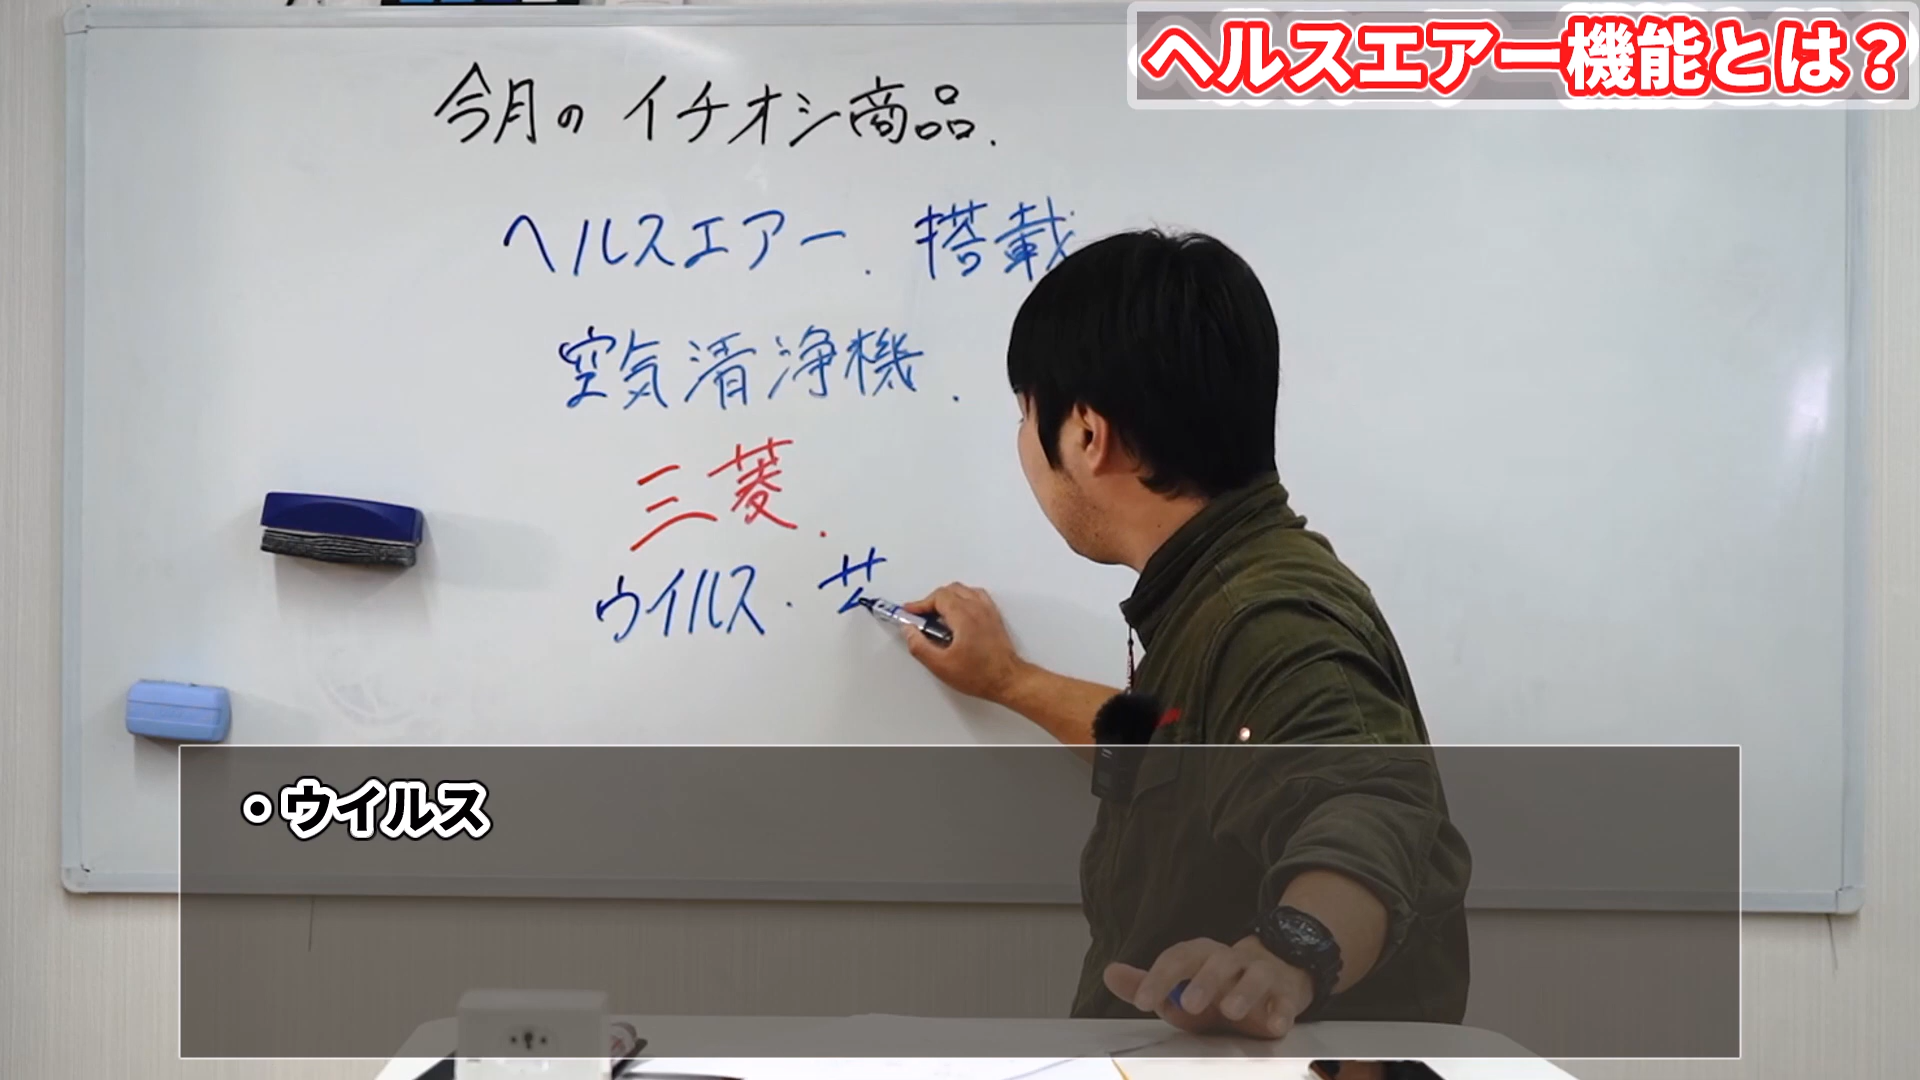 ヘルスエアー機能とは？
今月のイチオシ商品.
ヘルスエアー. 搭載
空気清浄機.
三菱.
ウイルス.
・ウイルス